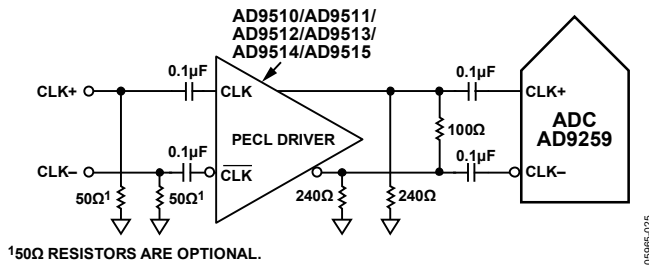 AD9510/AD9511/
AD9512/AD9513/
AD9514/AD9515
0.1µF
0.1µF
CLK+
CLK
CLK+
ADC
AD9259
PECL DRIVER
100Ω
0.1µF
0.1µF
CLK–
CLK
CLK–
50Ω1
50Ω1
240Ω
240Ω
150Ω RESISTORS ARE OPTIONAL.
05965-025